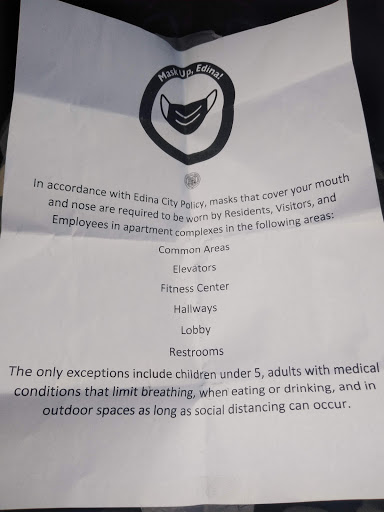 Mask Up, Edina!
In accordance with Edina City Policy, masks that cover your mouth
and nose are required to be worn by Residents, Visitors, and
Employees in apartment complexes in the following areas:
Common Areas
Elevators
Fitness Center
Hallways
Lobby
Restrooms
The only exceptions include children under 5, adults with medical
conditions that limit breathing, when eating or drinking, and in
outdoor spaces as long as social distancing can occur.